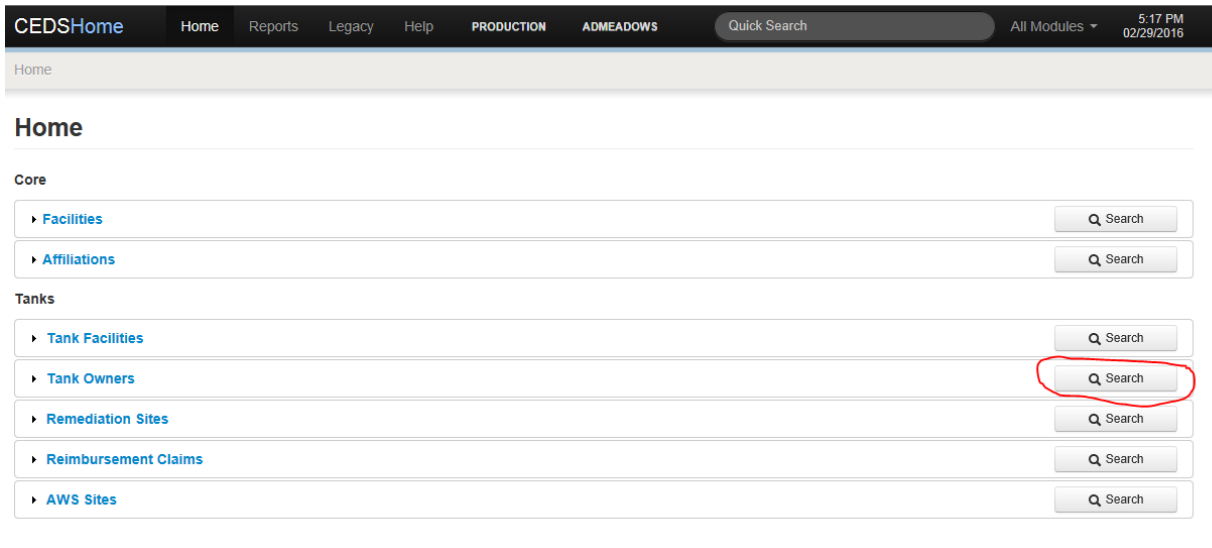 CEDSHome Home Reports Legacy Help PRODUCTION ADMEADOWS Quick Search All Modules 5:17 PM
02/29/2016
Home
Home
Core
Facilities Search
Affiliations Search
Tanks
Tank Facilities Search
Tank Owners Search
Remediation Sites Search
Reimbursement Claims Search
AWS Sites Search